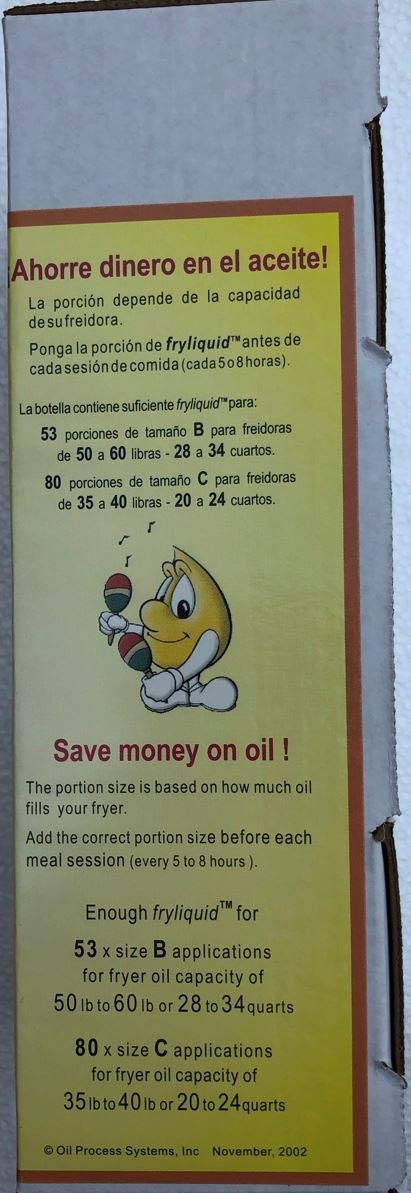 Ahorre dinero en el aceite!
La porción depende de la capacidad
de su freidora.
Ponga la porción de fryliquid™ antes de
cada sesión de comida (cada 5 o 8 horas).
La botella contiene suficiente fryliquid™ para:
53 porciones de tamaño B para freidoras
de 50 a 60 libras - 28 a 34 cuartos.
80 porciones de tamaño C para freidoras
de 35 a 40 libras - 20 a 24 cuartos.
Save money on oil !
The portion size is based on how much oil
fills your fryer.
Add the correct portion size before each
meal session (every 5 to 8 hours ).
Enough fryliquid™ for
53 x size B applications
for fryer oil capacity of
50 lb to 60 lb or 28 to 34 quarts
80 x size C applications
for fryer oil capacity of
35 lb to 40 lb or 20 to 24 quarts
© Oil Process Systems, Inc November, 2002